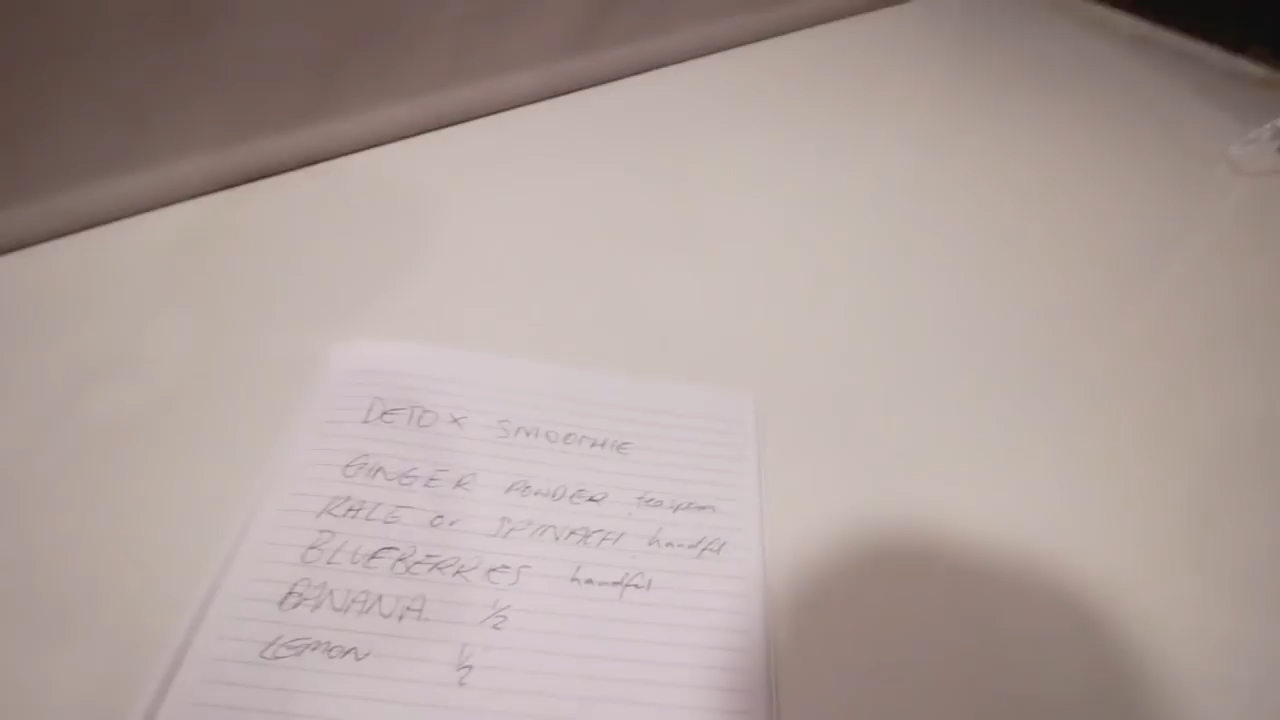 DETOX SMOOTHIE
GINGER POWDER teaspoon
KALE or SPINACH handful
BLUEBERRIES handful
BANANA 1/2
LEMON 1/2